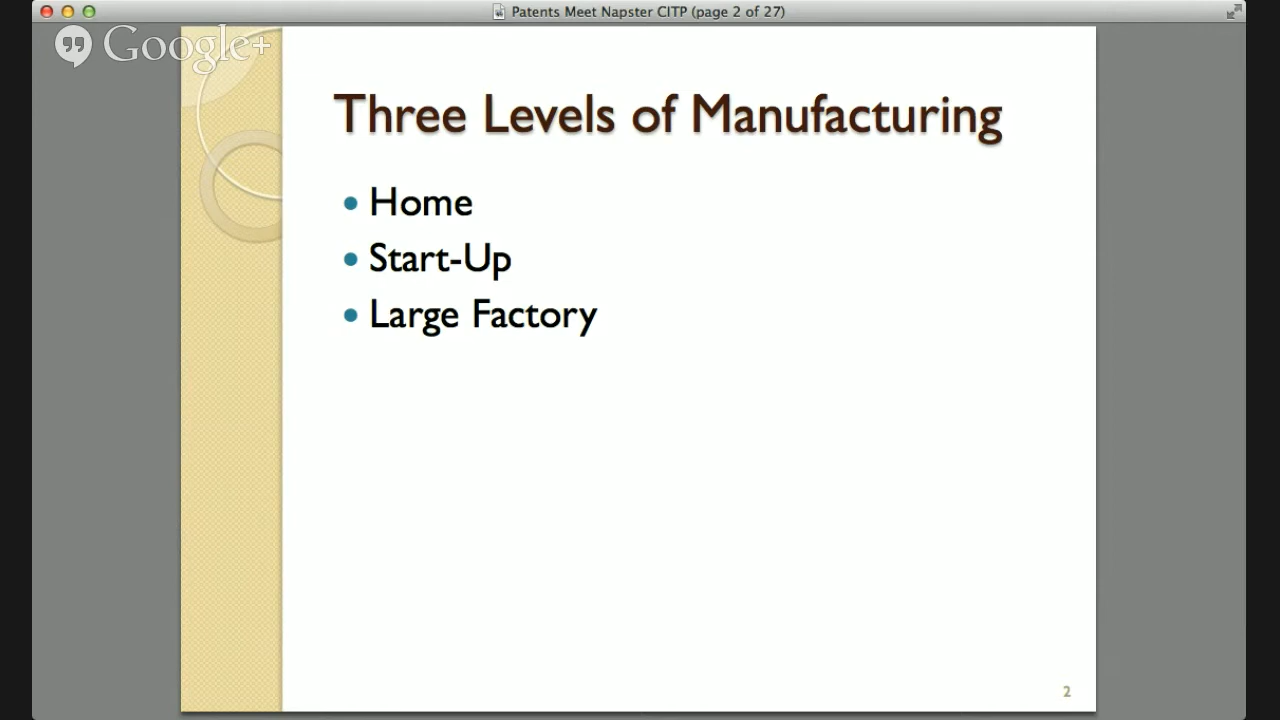 Patents Meet Napster CITP (page 2 of 27)
Google+
Three Levels of Manufacturing
• Home
• Start-Up
• Large Factory
2